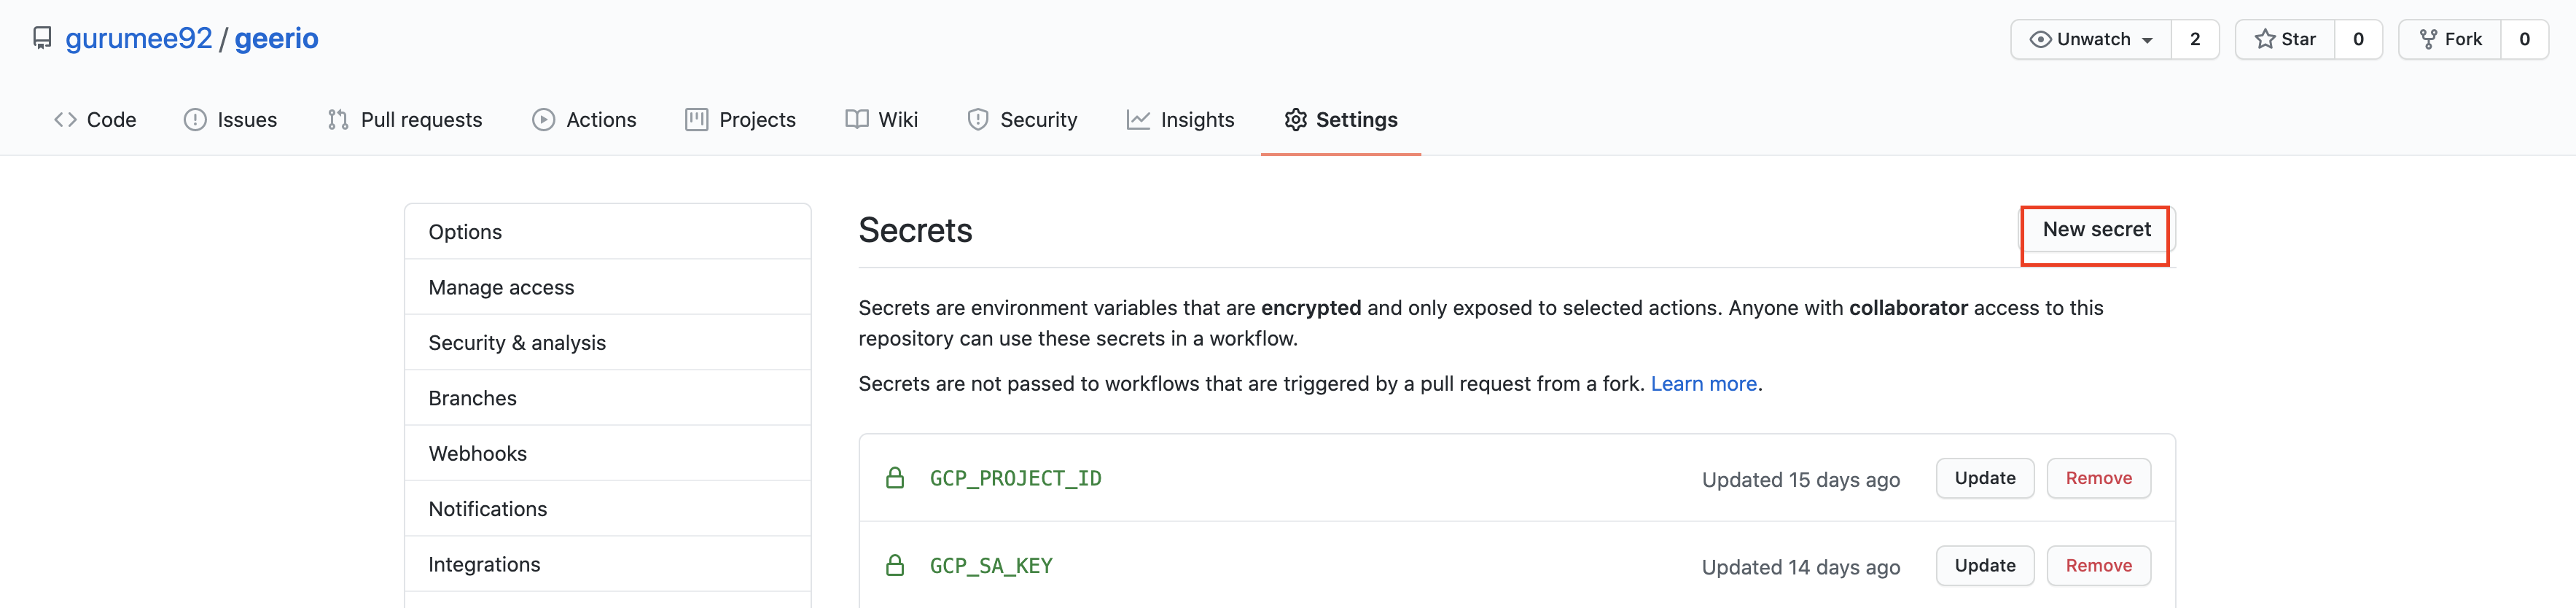 gurumee92 / geerio
Unwatch 2 Star 0 Fork 0
Code Issues Pull requests Actions Projects Wiki Security Insights Settings
Options
Manage access
Security & analysis
Branches
Webhooks
Notifications
Integrations
Secrets
New secret
Secrets are environment variables that are encrypted and only exposed to selected actions. Anyone with collaborator access to this
repository can use these secrets in a workflow.
Secrets are not passed to workflows that are triggered by a pull request from a fork. Learn more.
GCP_PROJECT_ID Updated 15 days ago Update Remove
GCP_SA_KEY Updated 14 days ago Update Remove